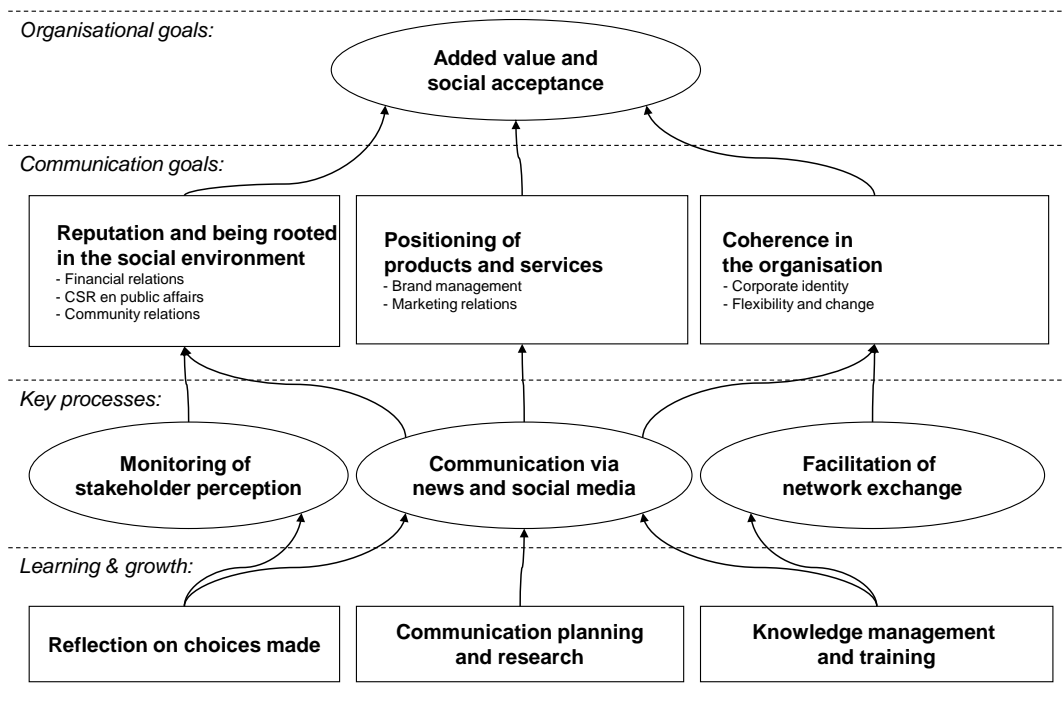 Organisational goals:
Added value and
social acceptance
Communication goals:
Reputation and being rooted
in the social environment
- Financial relations
- CSR en public affairs
- Community relations
Positioning of
products and services
- Brand management
- Marketing relations
Coherence in
the organisation
- Corporate identity
- Flexibility and change
Key processes:
Monitoring of
stakeholder perception
Communication via
news and social media
Facilitation of
network exchange
Learning & growth:
Reflection on choices made
Communication planning
and research
Knowledge management
and training